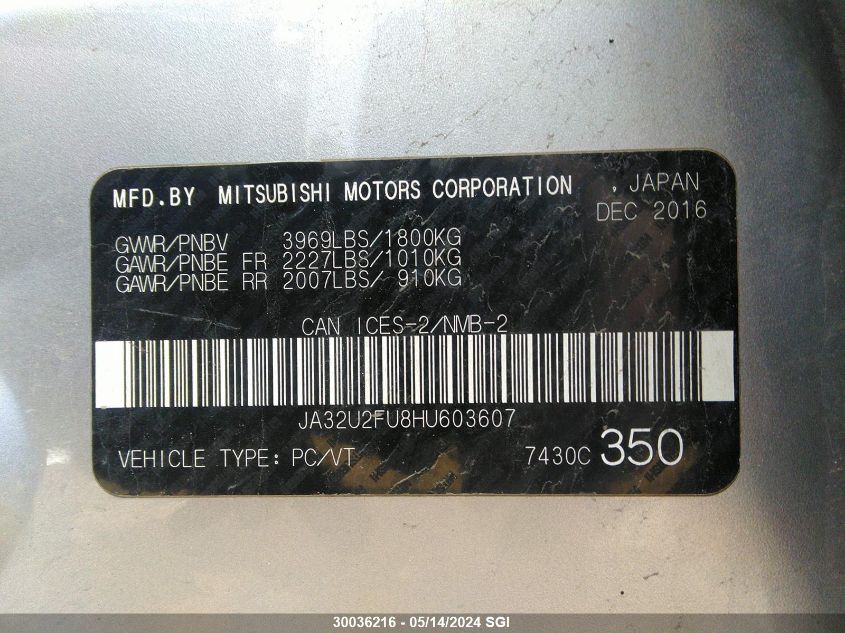 MFD.BY MITSUBISHI MOTORS CORPORATION , JAPAN
DEC 2016
GVWR/PNBV 3969LBS/1800KG
GAWR/PNBE FR 2227LBS/1010KG
GAWR/PNBE RR 2007LBS/ 910KG
CAN ICES-2/NMB-2
JA32U2FU8HU603607
VEHICLE TYPE: PC/VT 7430C 350
30036216 - 05/14/2024 SGI